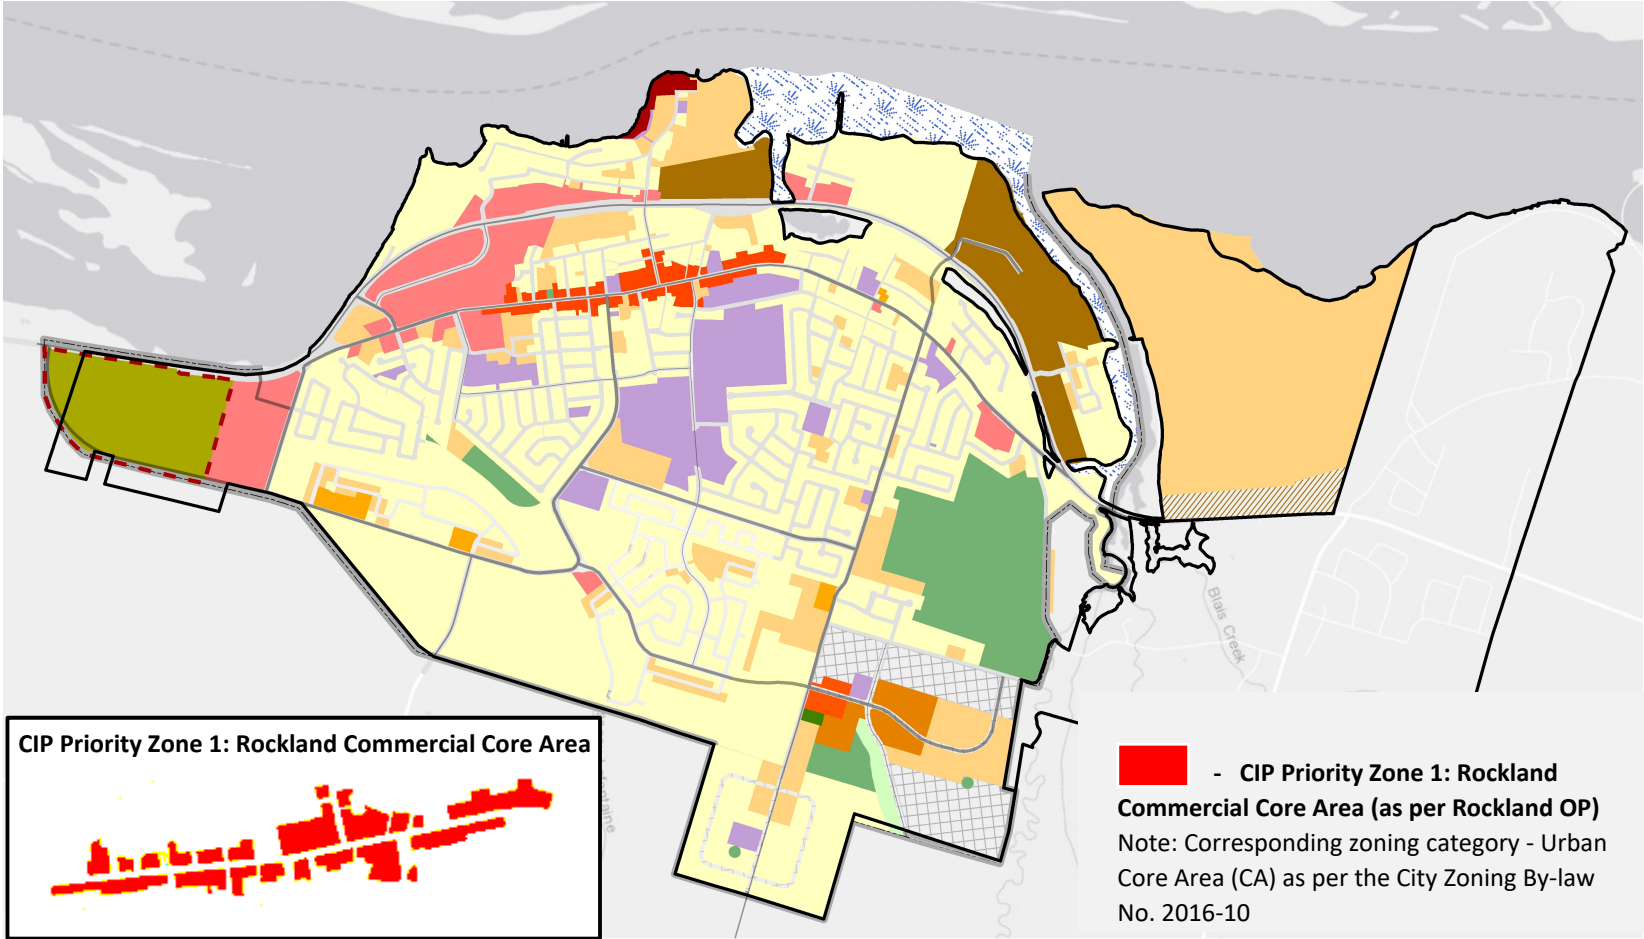 Blais Creek
CIP Priority Zone 1: Rockland Commercial Core Area
- CIP Priority Zone 1: Rockland
Commercial Core Area (as per Rockland OP)
Note: Corresponding zoning category - Urban
Core Area (CA) as per the City Zoning By-law
No. 2016-10